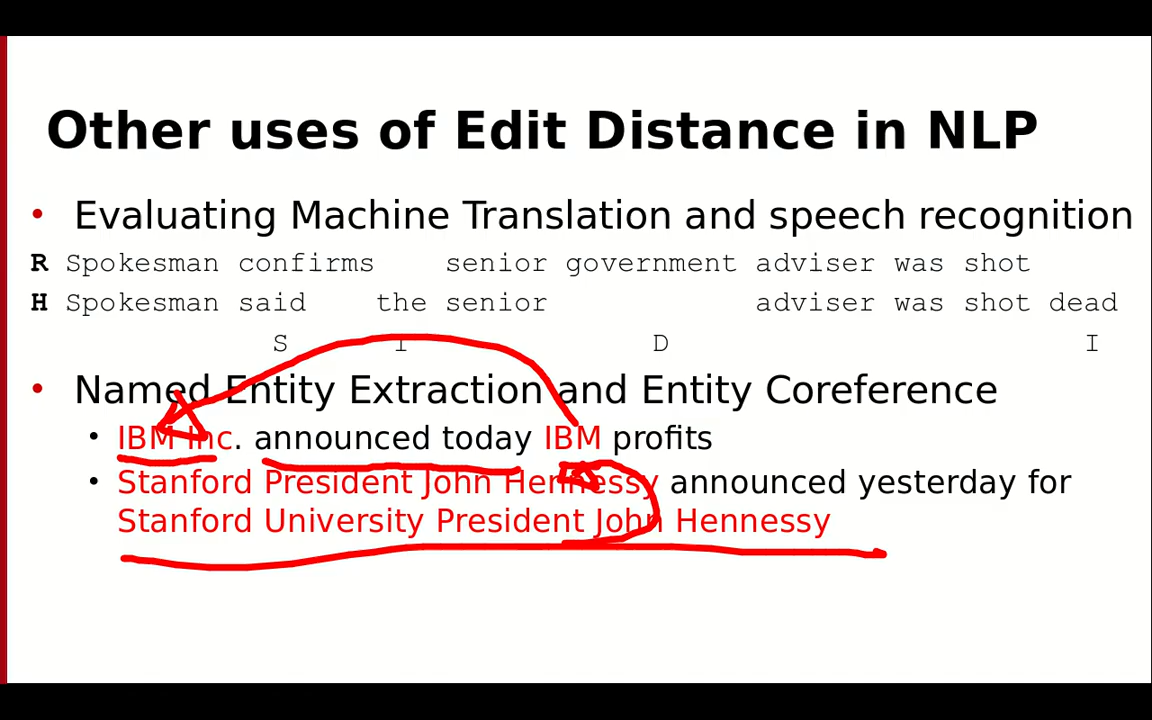 Other uses of Edit Distance in NLP
• Evaluating Machine Translation and speech recognition
R Spokesman confirms senior government adviser was shot
H Spokesman said the senior adviser was shot dead
S I D I
• Named Entity Extraction and Entity Coreference
• IBM Inc. announced today IBM profits
• Stanford President John Hennessy announced yesterday for
Stanford University President John Hennessy